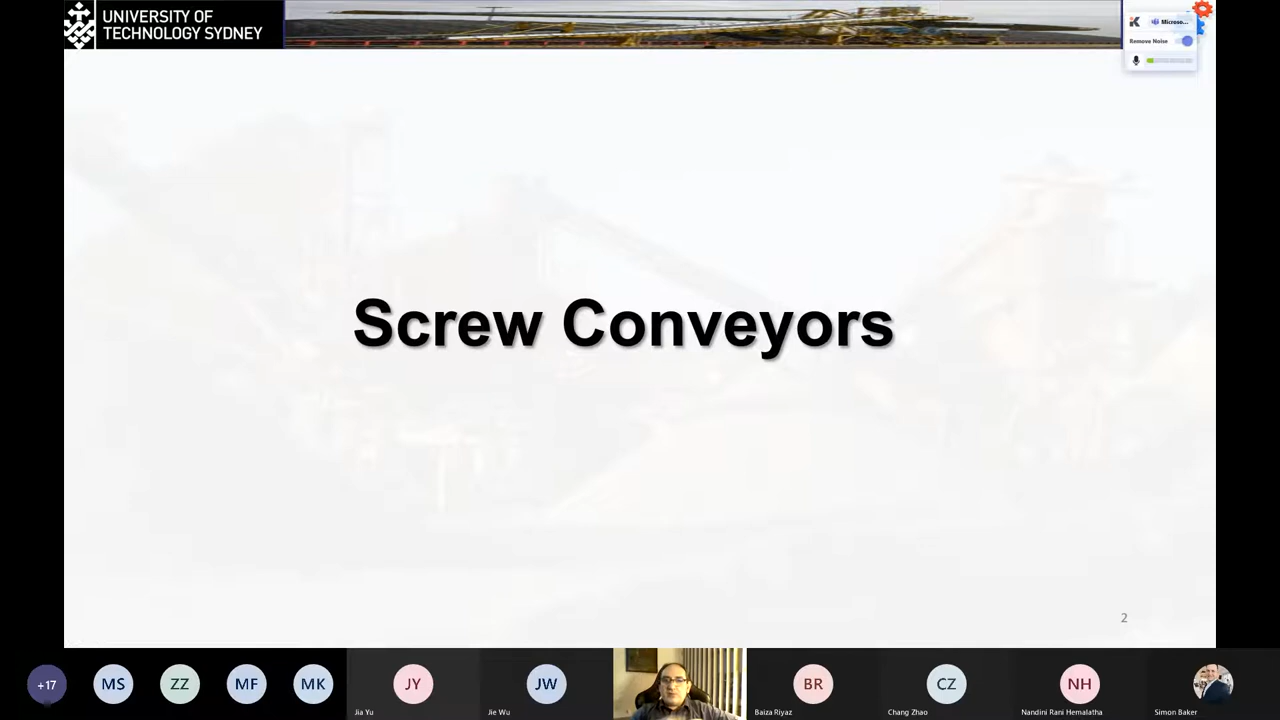 UNIVERSITY OF
TECHNOLOGY SYDNEY
Microso...
Remove Noise
Screw Conveyors
2
+17
MS
ZZ
MF
MK
JY
JW
BR
CZ
NH
Jia Yu
Jie Wu
Baiza Riyaz
Chang Zhao
Nandini Rani Hemalatha
Simon Baker